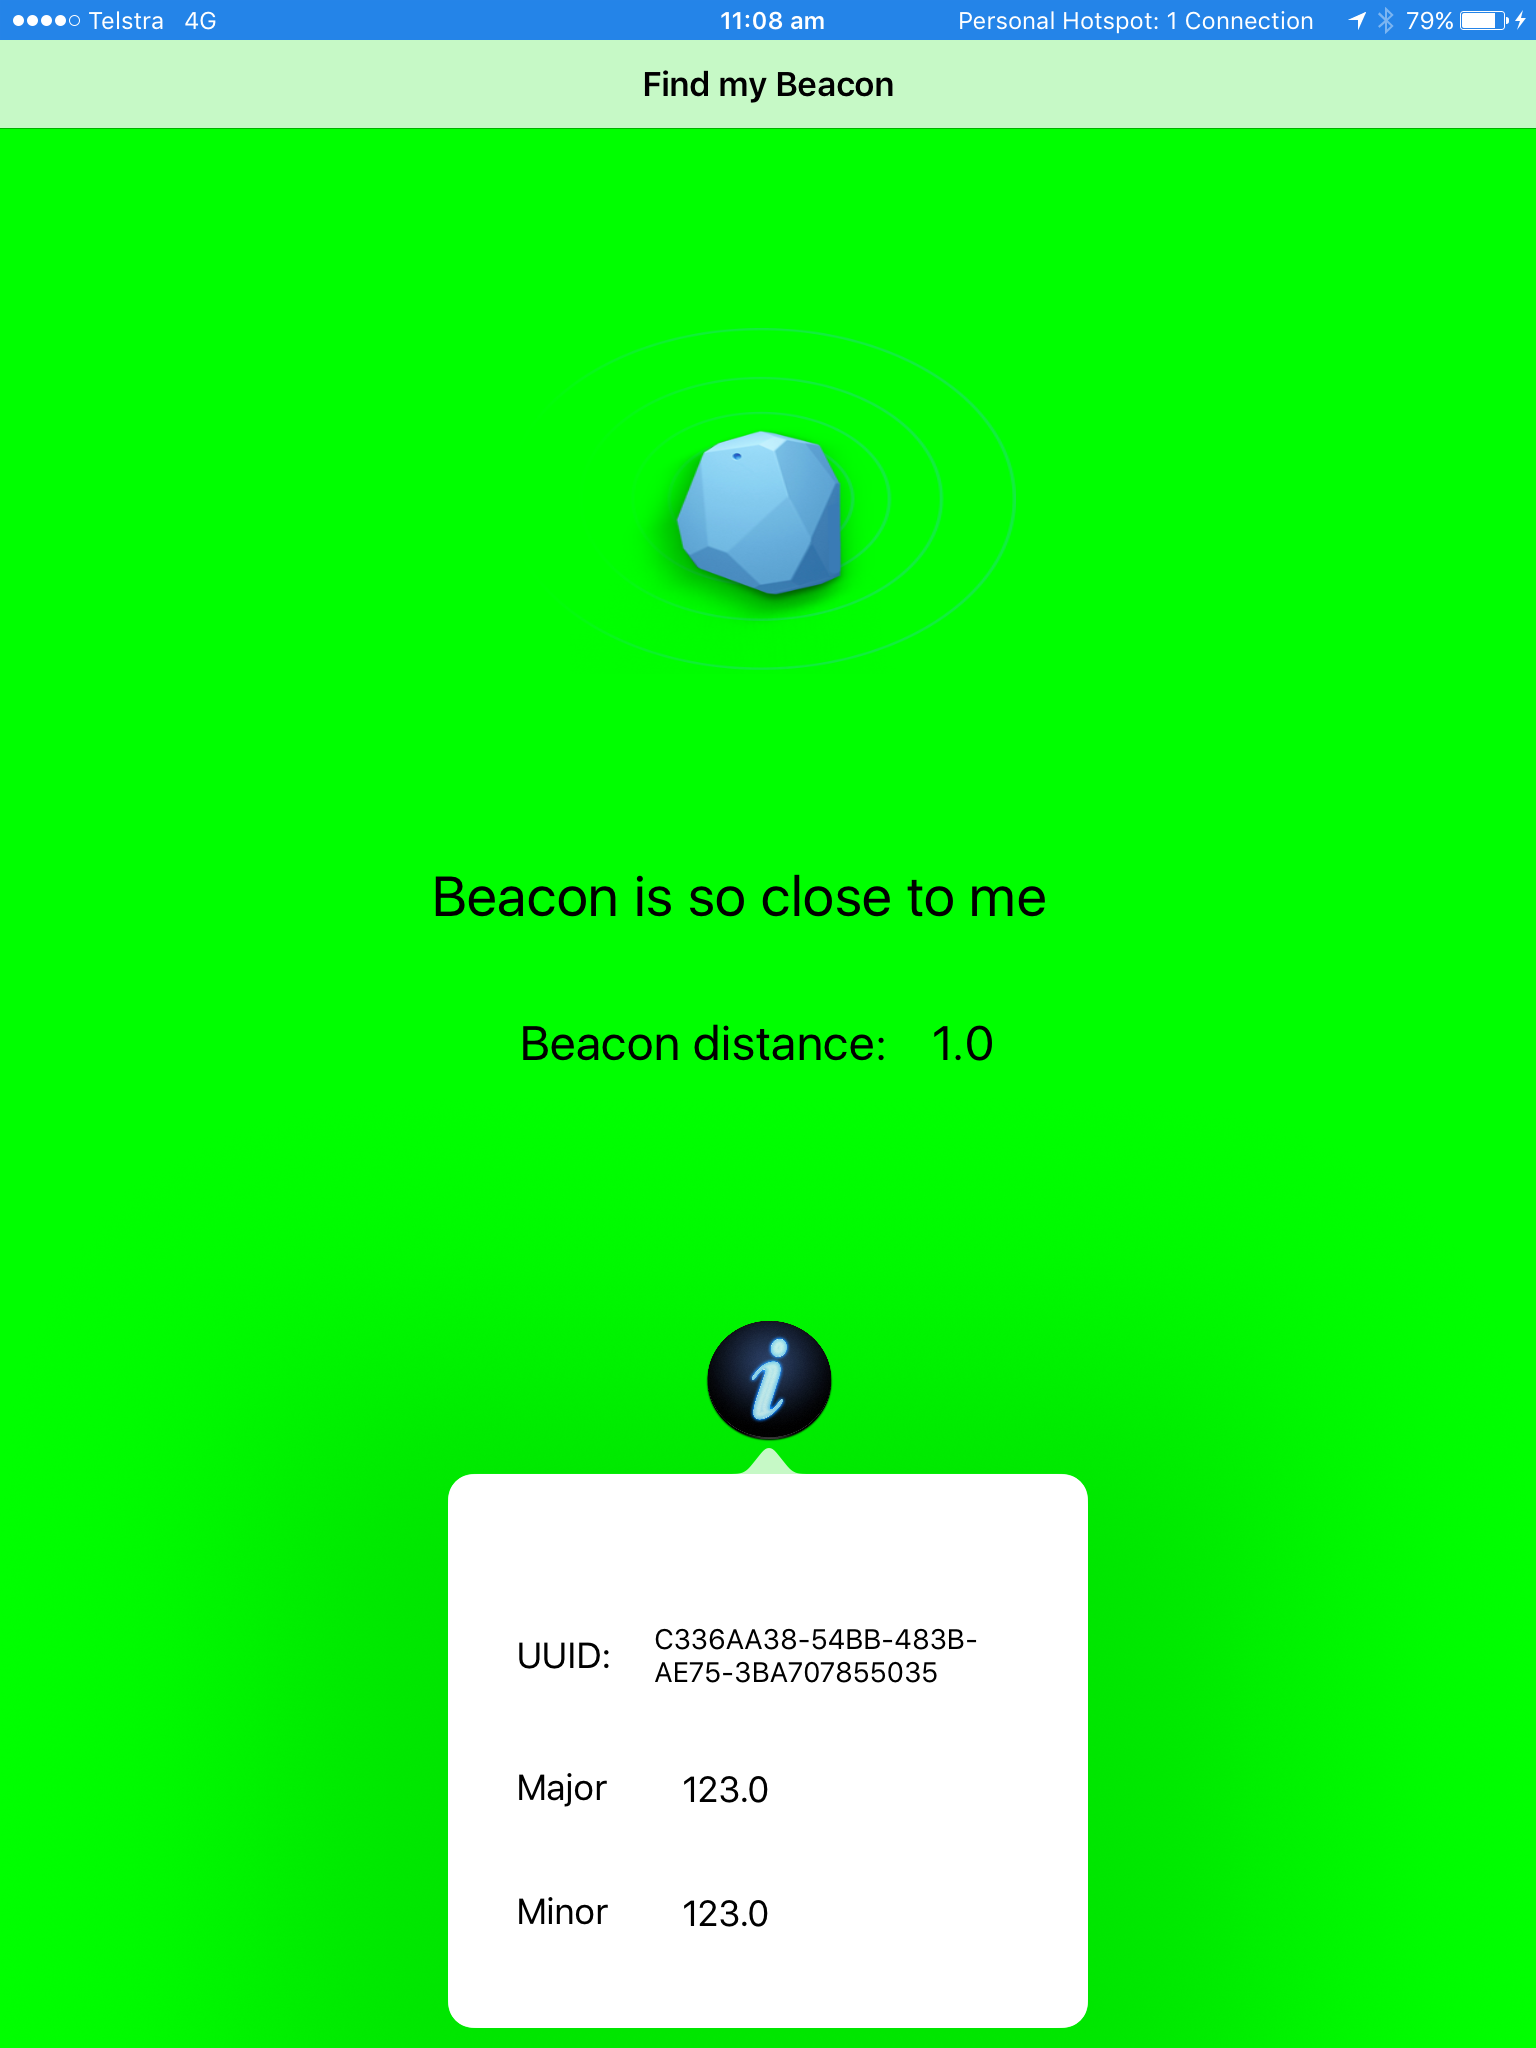 Telstra 4G 11:08 am Personal Hotspot: 1 Connection 79%
Find my Beacon
Beacon is so close to me
Beacon distance: 1.0
i
UUID: C336AA38-54BB-483B-
AE75-3BA707855035
Major 123.0
Minor 123.0